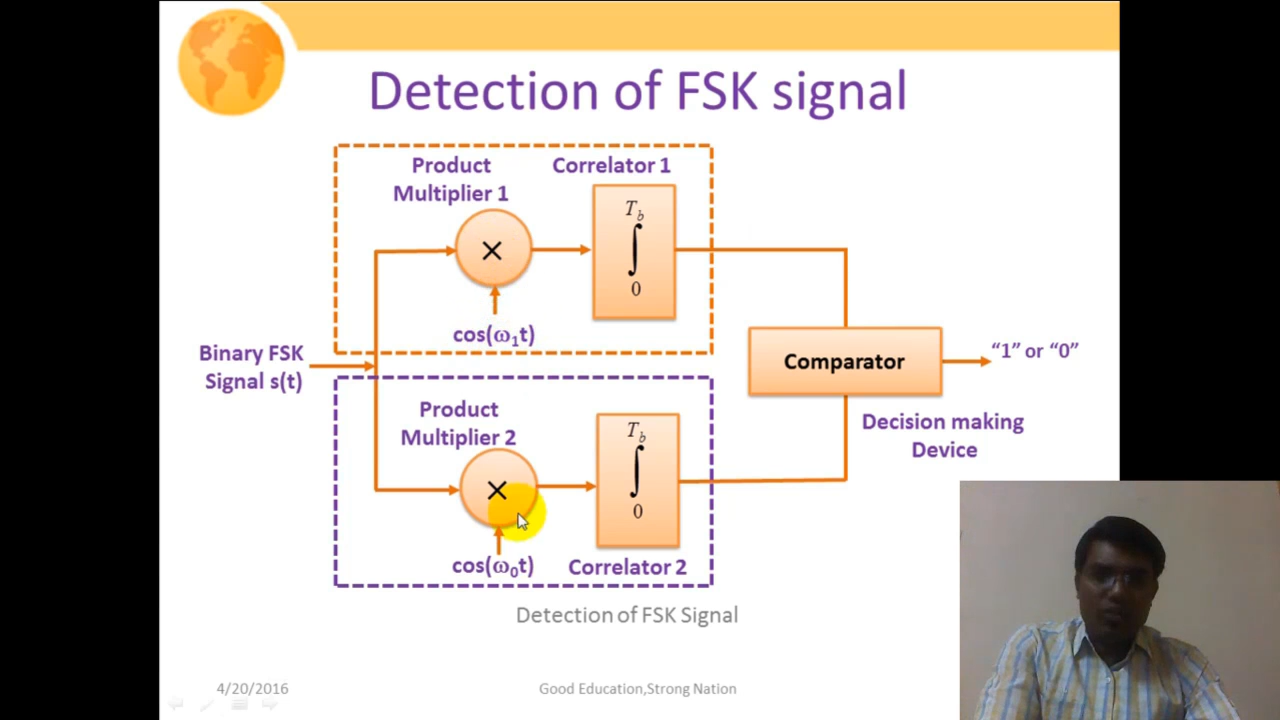 Detection of FSK signal
Product
Multiplier 1
Correlator 1
×
T_b
∫
0
cos(ω₁t)
Binary FSK
Signal s(t)
Comparator
"1" or "0"
Decision making
Device
Product
Multiplier 2
×
T_b
∫
0
cos(ω₀t)
Correlator 2
Detection of FSK Signal
4/20/2016
Good Education,Strong Nation